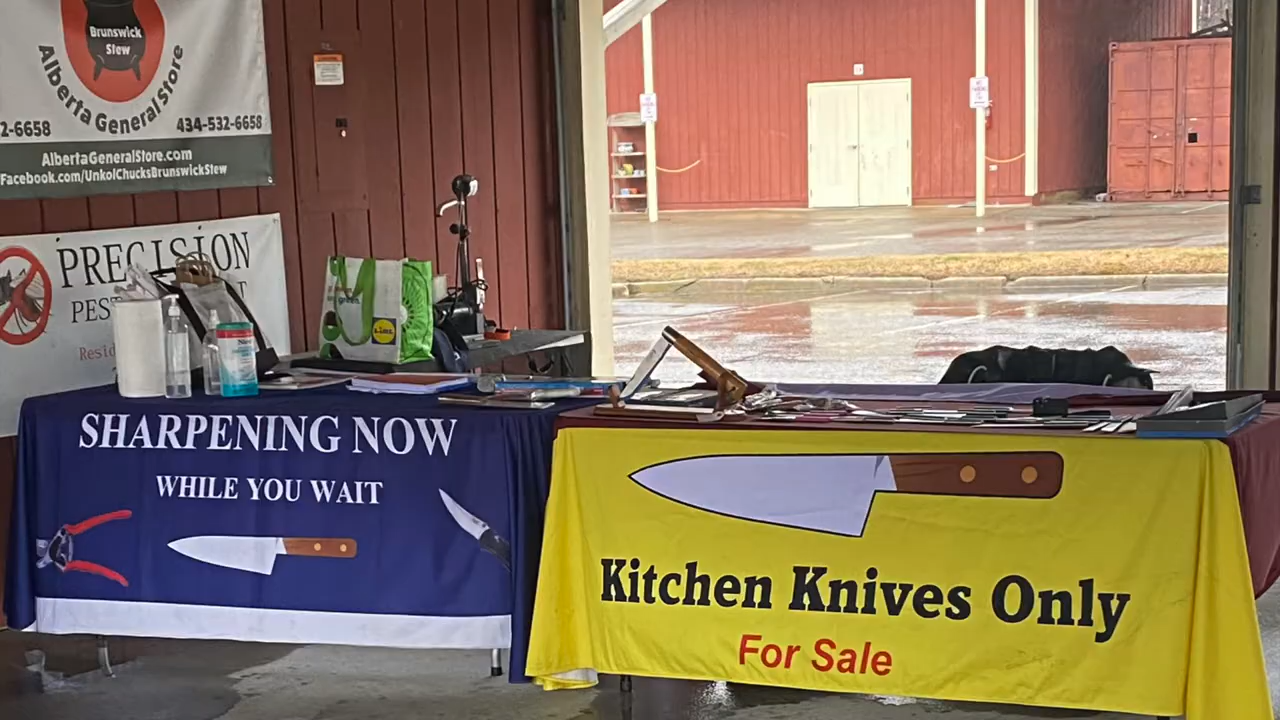 Brunswick
Stew
Alberta General Store
2-6658
434-532-6658
AlbertaGeneralStore.com
Facebook.com/UnkolChucksBrunswickStew
PRECISION
PES
T
Resid
LIDL
SHARPENING NOW
WHILE YOU WAIT
Kitchen Knives Only
For Sale